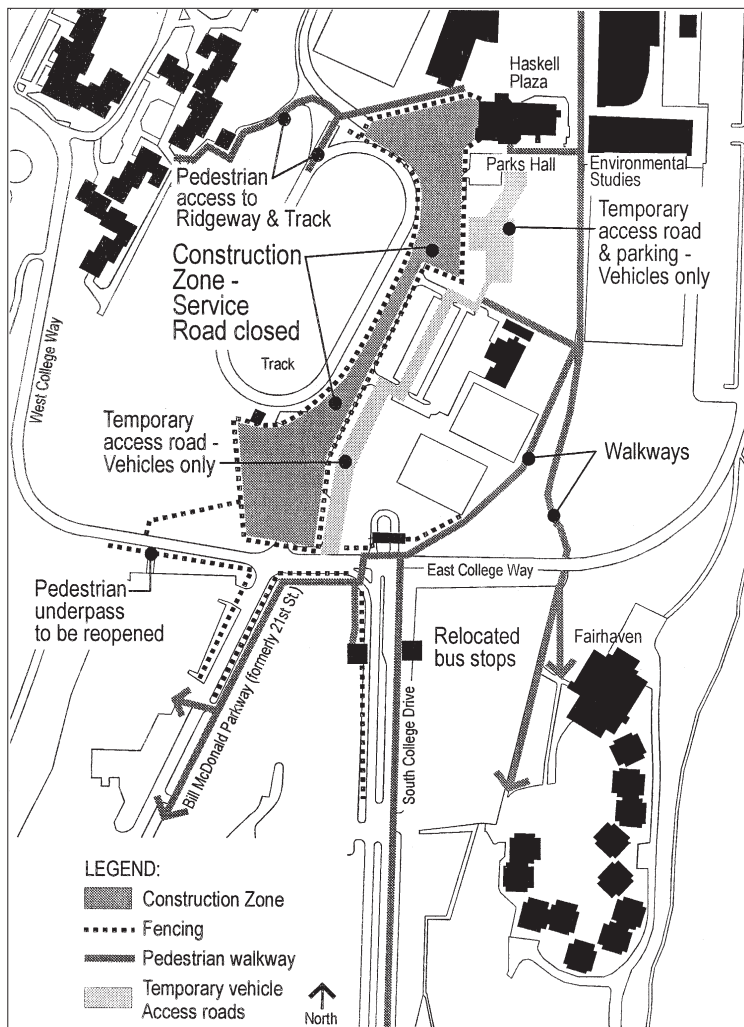 Haskell
Plaza
Parks Hall
Environmental
Studies
Pedestrian
access to
Ridgeway & Track
Temporary
access road
& parking -
Vehicles only
Construction
Zone -
Service
Road closed
Track
West College Way
Temporary
access road -
Vehicles only
Walkways
Pedestrian
underpass
to be reopened
East College Way
Relocated
bus stops
Fairhaven
Bill McDonald Parkway (formerly 21st St.)
South College Drive
LEGEND:
Construction Zone
Fencing
Pedestrian walkway
Temporary vehicle
Access roads
North